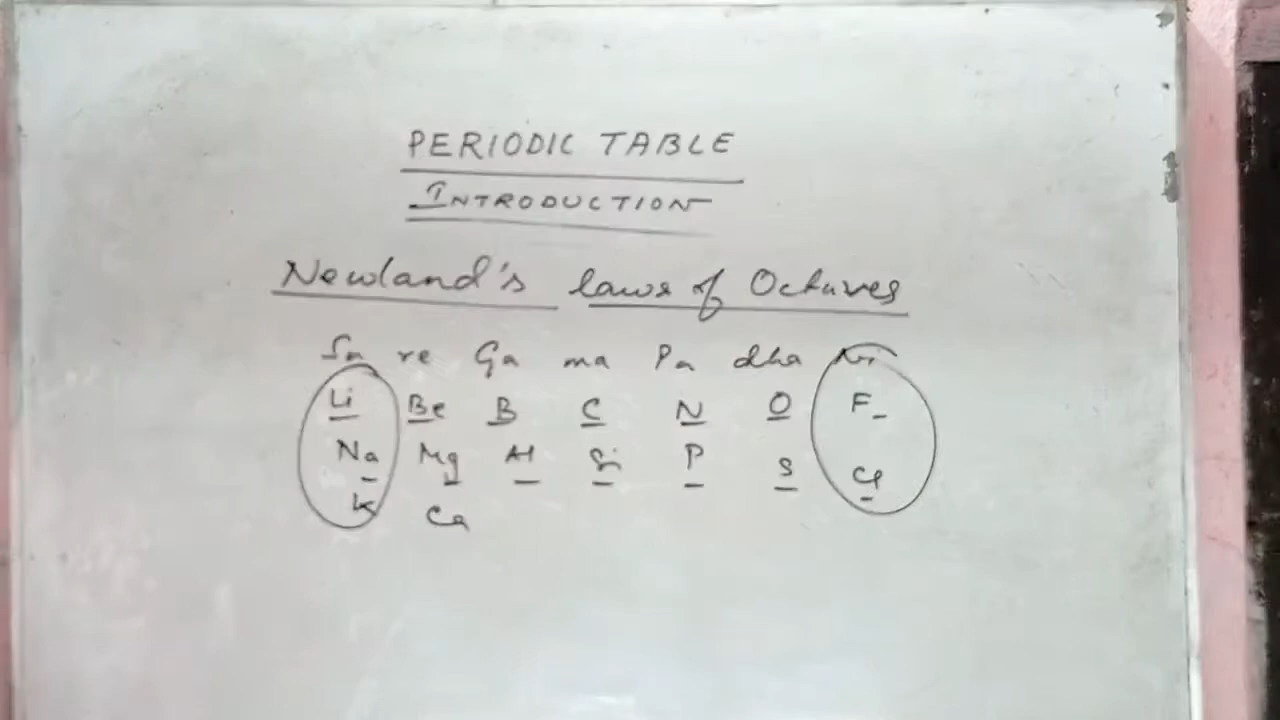 PERIODIC TABLE
INTRODUCTION
Newland's laws of Octaves
Sa re Ga ma Pa dha Ni
Li Be B C N O F
Na Mg Al Si P S Cl
K Ca